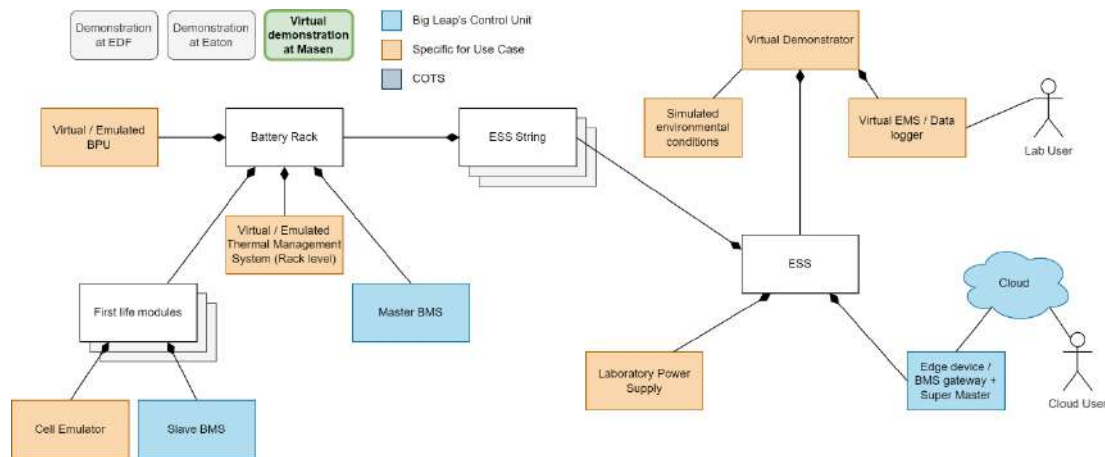 Demonstration
at EDF
Demonstration
at Eaton
Virtual
demonstration
at Masen
Big Leap's Control Unit
Specific for Use Case
COTS
Virtual Demonstrator
Simulated
environmental
conditions
Virtual EMS / Data
logger
Lab User
Virtual / Emulated
BPU
Battery Rack
ESS String
Virtual / Emulated
Thermal Management
System (Rack level)
ESS
Cloud
First life modules
Master BMS
Laboratory Power
Supply
Edge device /
BMS gateway +
Super Master
Cloud User
Cell Emulator
Slave BMS